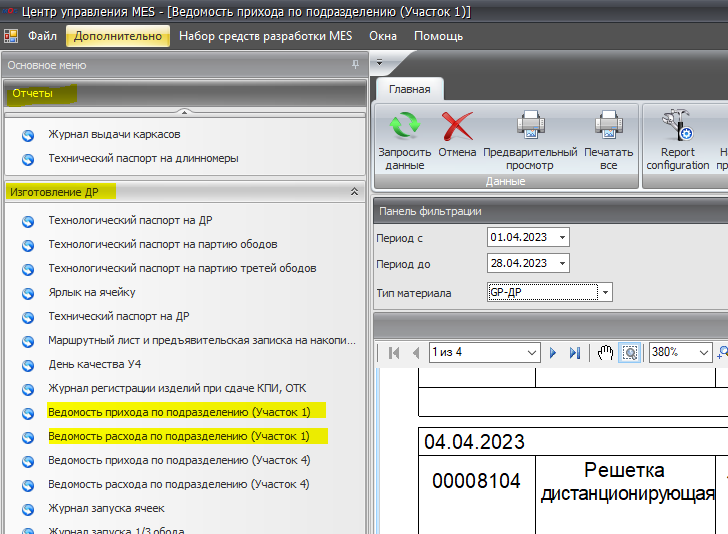 Центр управления MES - [Ведомость прихода по подразделению (Участок 1)]
Файл Дополнительно Набор средств разработки MES Окна Помощь
Основное меню
Отчеты
Журнал выдачи каркасов
Технический паспорт на длинномеры
Изготовление ДР
Технологический паспорт на ДР
Технологический паспорт на партию ободов
Технологический паспорт на партию третей ободов
Ярлык на ячейку
Технический паспорт на ДР
Маршрутный лист и предъявительская записка на накопи...
День качества У4
Журнал регистрации изделий при сдаче КПИ, ОТК
Ведомость прихода по подразделению (Участок 1)
Ведомость расхода по подразделению (Участок 1)
Ведомость прихода по подразделению (Участок 4)
Ведомость расхода по подразделению (Участок 4)
Журнал запуска ячеек
Журнал запуска 1/3 обода
Главная
Запросить данные
Отмена
Предварительный просмотр
Печатать все
Report configuration
Данные
Панель фильтрации
Период с 01.04.2023
Период до 28.04.2023
Тип материала GP-ДР
1 из 4
380%
04.04.2023
00008104
Решетка
дистанционирующая